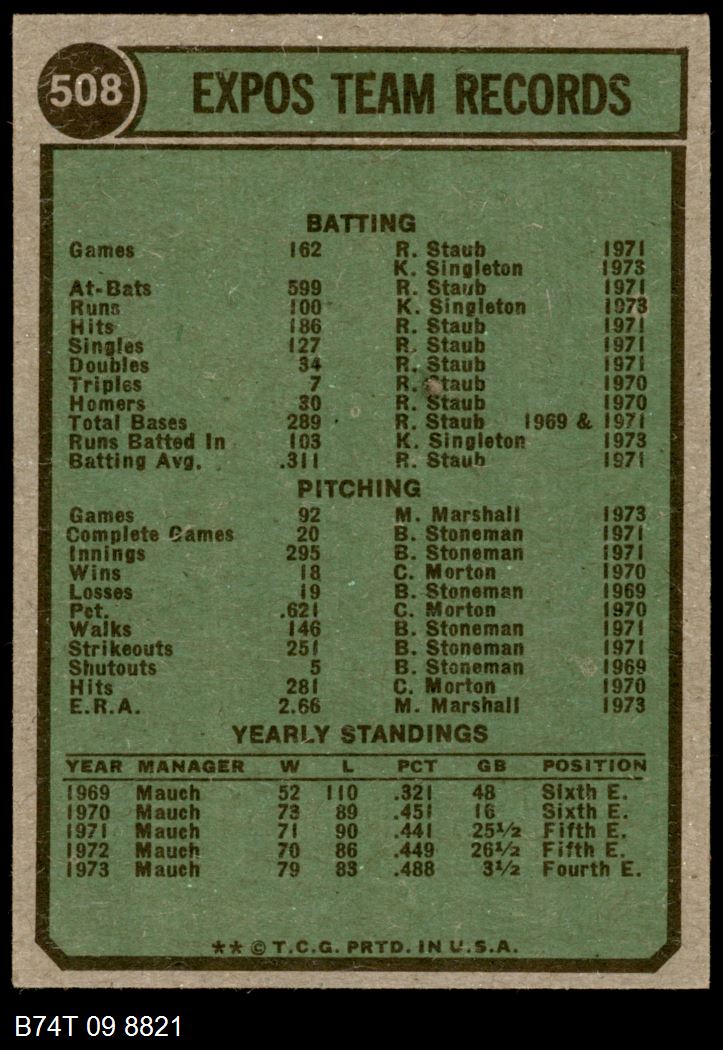 508 EXPOS TEAM RECORDS
BATTING
Games 162 R. Staub 1971
K. Singleton 1973
At-Bats 599 R. Staub 1971
Runs 100 K. Singleton 1973
Hits 186 R. Staub 1971
Singles 127 R. Staub 1971
Doubles 34 R. Staub 1971
Triples 7 R. Staub 1970
Homers 30 R. Staub 1970
Total Bases 289 R. Staub 1969 & 1971
Runs Batted In 103 K. Singleton 1973
Batting Avg. .311 R. Staub 1971
PITCHING
Games 92 M. Marshall 1973
Complete Games 20 B. Stoneman 1971
Innings 295 B. Stoneman 1971
Wins 18 C. Morton 1970
Losses 19 B. Stoneman 1969
Pct. .621 C. Morton 1970
Walks 146 B. Stoneman 1971
Strikeouts 251 B. Stoneman 1971
Shutouts 5 B. Stoneman 1969
Hits 281 C. Morton 1970
E.R.A. 2.66 M. Marshall 1973
YEARLY STANDINGS
YEAR MANAGER W L PCT GB POSITION
1969 Mauch 52 110 .321 48 Sixth E.
1970 Mauch 73 89 .451 16 Sixth E.
1971 Mauch 71 90 .441 25½ Fifth E.
1972 Mauch 70 86 .449 26½ Fifth E.
1973 Mauch 79 83 .488 3½ Fourth E.
** © T.C.G. PRTD. IN U.S.A.
B74T 09 8821